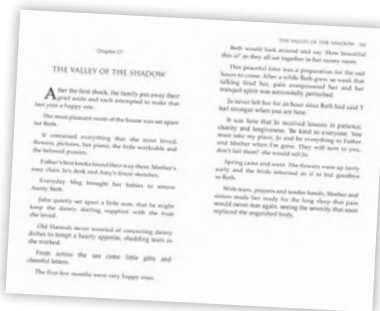 Chapter 27
THE VALLEY OF THE SHADOW
After the first shock, the family put away their
grief aside and each attempted to make that
last year a happy one.
The most pleasant room of the house was set apart
for Beth.
It contained everything that she most loved,
flowers, pictures, her piano, the little worktable and
the beloved pussies.
Father's best books found their way there, Mother's
easy chair, Jo's desk and Amy's finest sketches.
Everyday Meg brought her babies to amuse
Aunty Beth.
John quietly set apart a little sum, that he might
keep the dainty darling supplied with the fruit
she loved.
Old Hannah never wearied of concocting dainty
dishes to tempt a hearty appetite, shedding tears as
she worked.
From across the sea come little gifts and
cheerful letters.
The first few months were very happy ones.
THE VALLEY OF THE SHADOW
Beth would look around and say 'How beautiful
this is!' as they all sat together in her sunny room.
This peaceful time was a preparation for the sad
hours to come. After a while Beth grew so weak that
talking tired her, pain overpowered her and her
tranquil spirit was sorrowfully perturbed.
Jo never left her for an hour since Beth had said 'I
feel stronger when you are here.'
It was here that Jo received lessons in patience,
charity and forgiveness. 'Be kind to everyone. You
must take my place, Jo and be everything to Father
and Mother when I'm gone. They will turn to you,
don't fail them!' she would tell Jo.
Spring came and went. The flowers were up fairly
early and the birds returned as if to bid goodbye
to Beth.
With tears, prayers and tender hands, Mother and
sisters made her ready for the long sleep that pain
would never mar again, seeing the serenity that soon
replaced the anguished body.